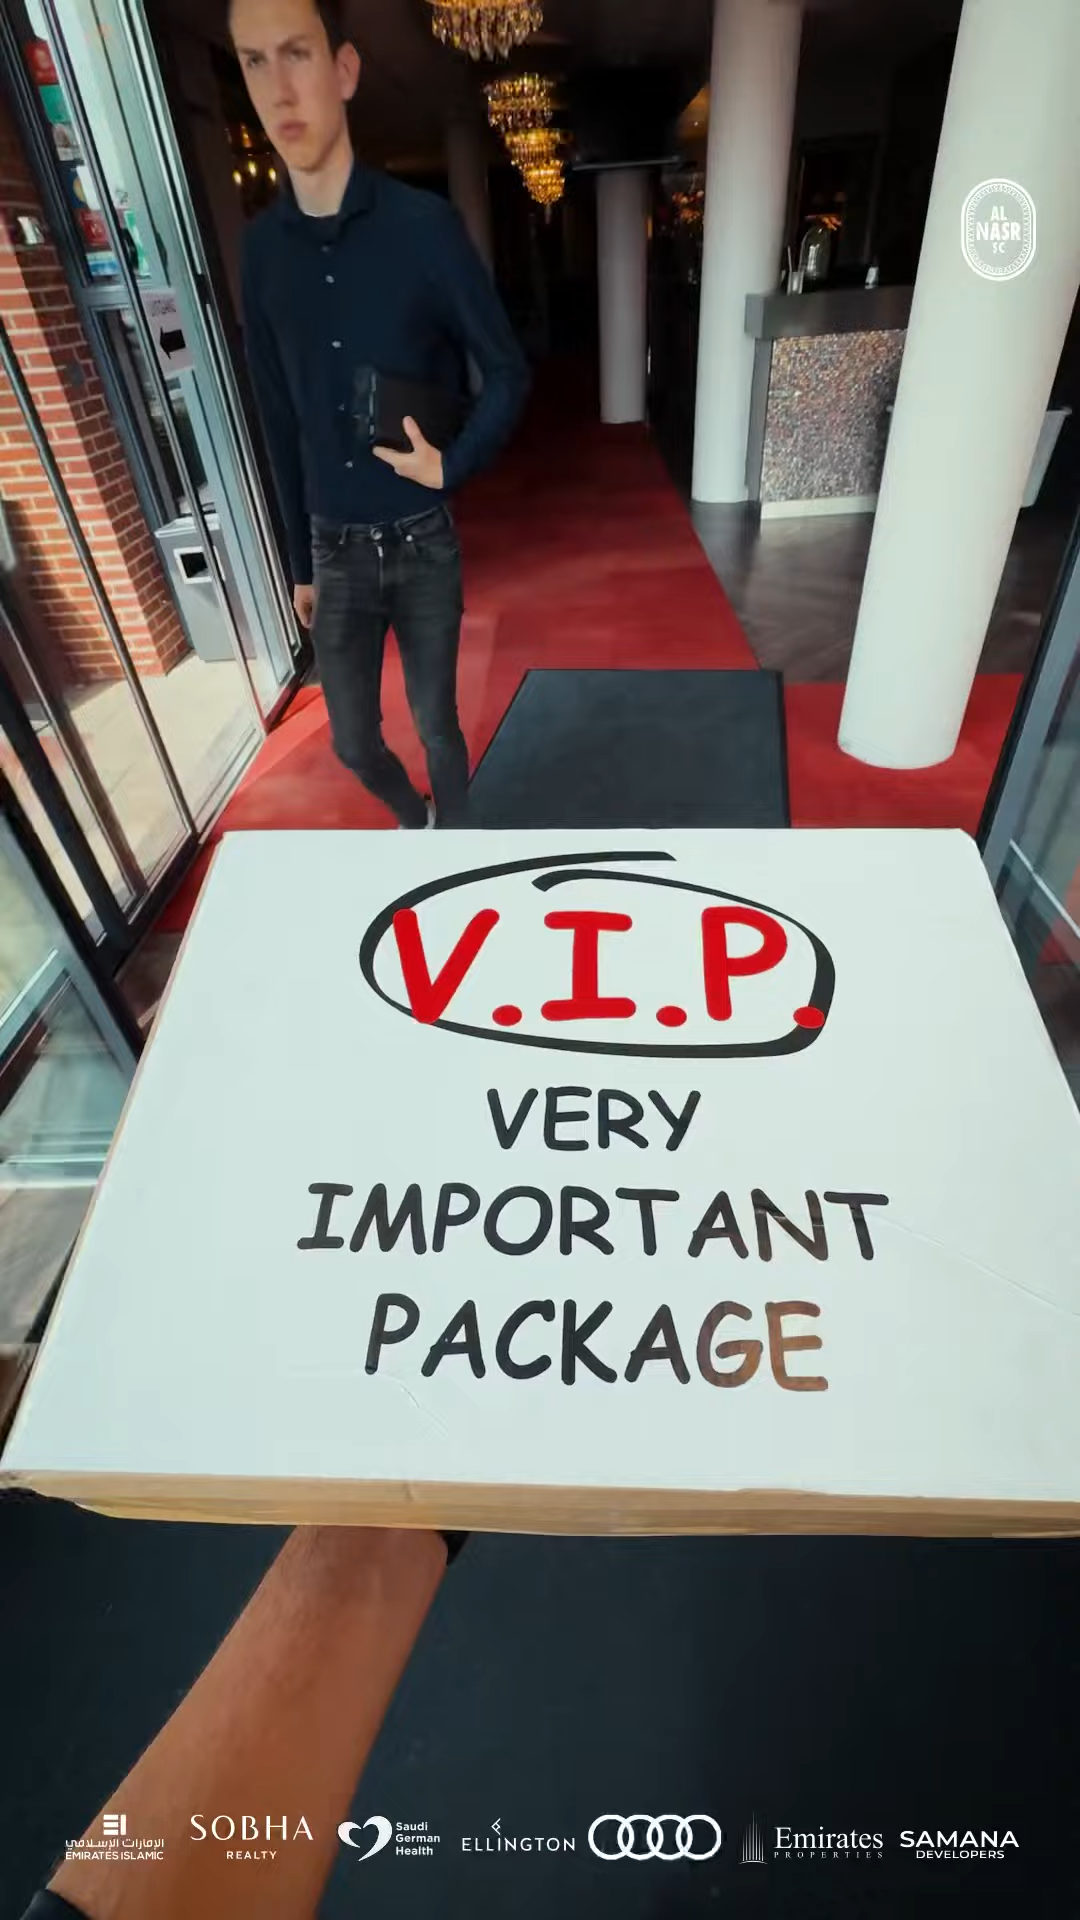 AL
NASR
SC
UITGANG
V.I.P.
VERY
IMPORTANT
PACKAGE
الإمارات الإسلامي
EMIRATES ISLAMIC
SOBHA
REALTY
Saudi
German
Health
ELLINGTON
Emirates
PROPERTIES
SAMANA
DEVELOPERS